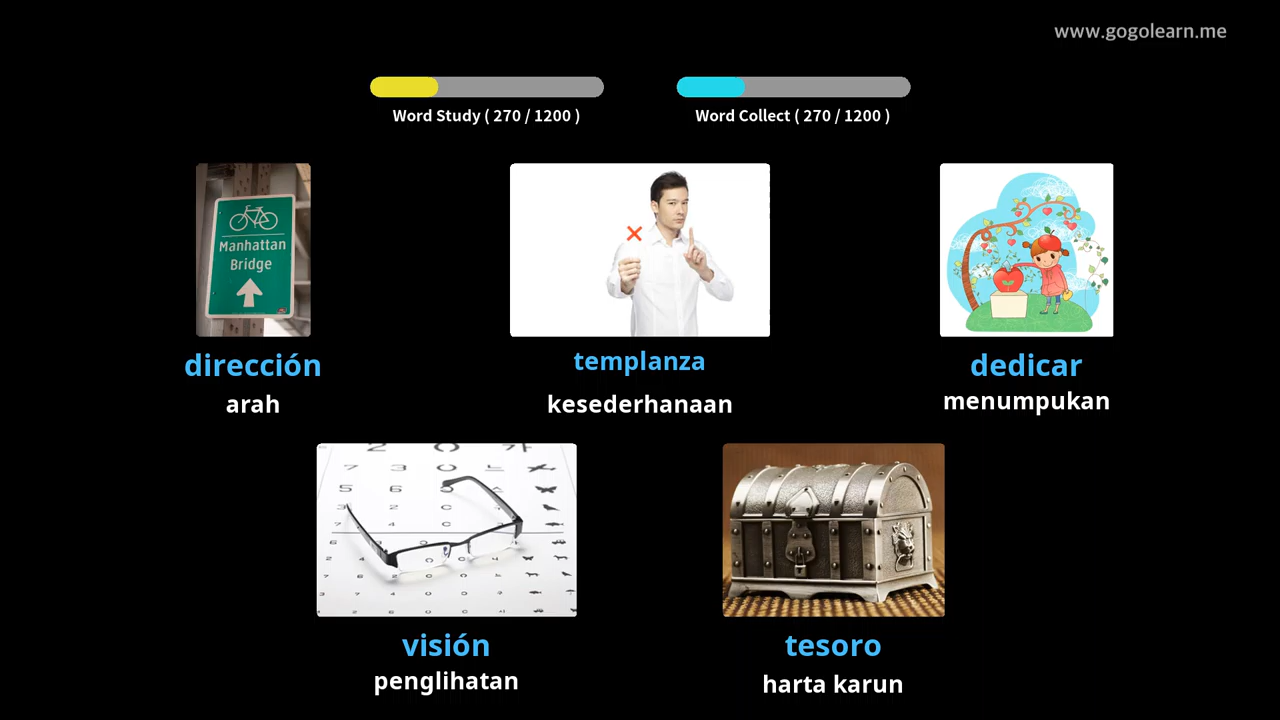 www.gogolearn.me
Word Study ( 270 / 1200 )
Word Collect ( 270 / 1200 )
Manhattan
Bridge
dirección
templanza
dedicar
arah
kesederhanaan
menumpukan
visión
tesoro
penglihatan
harta karun